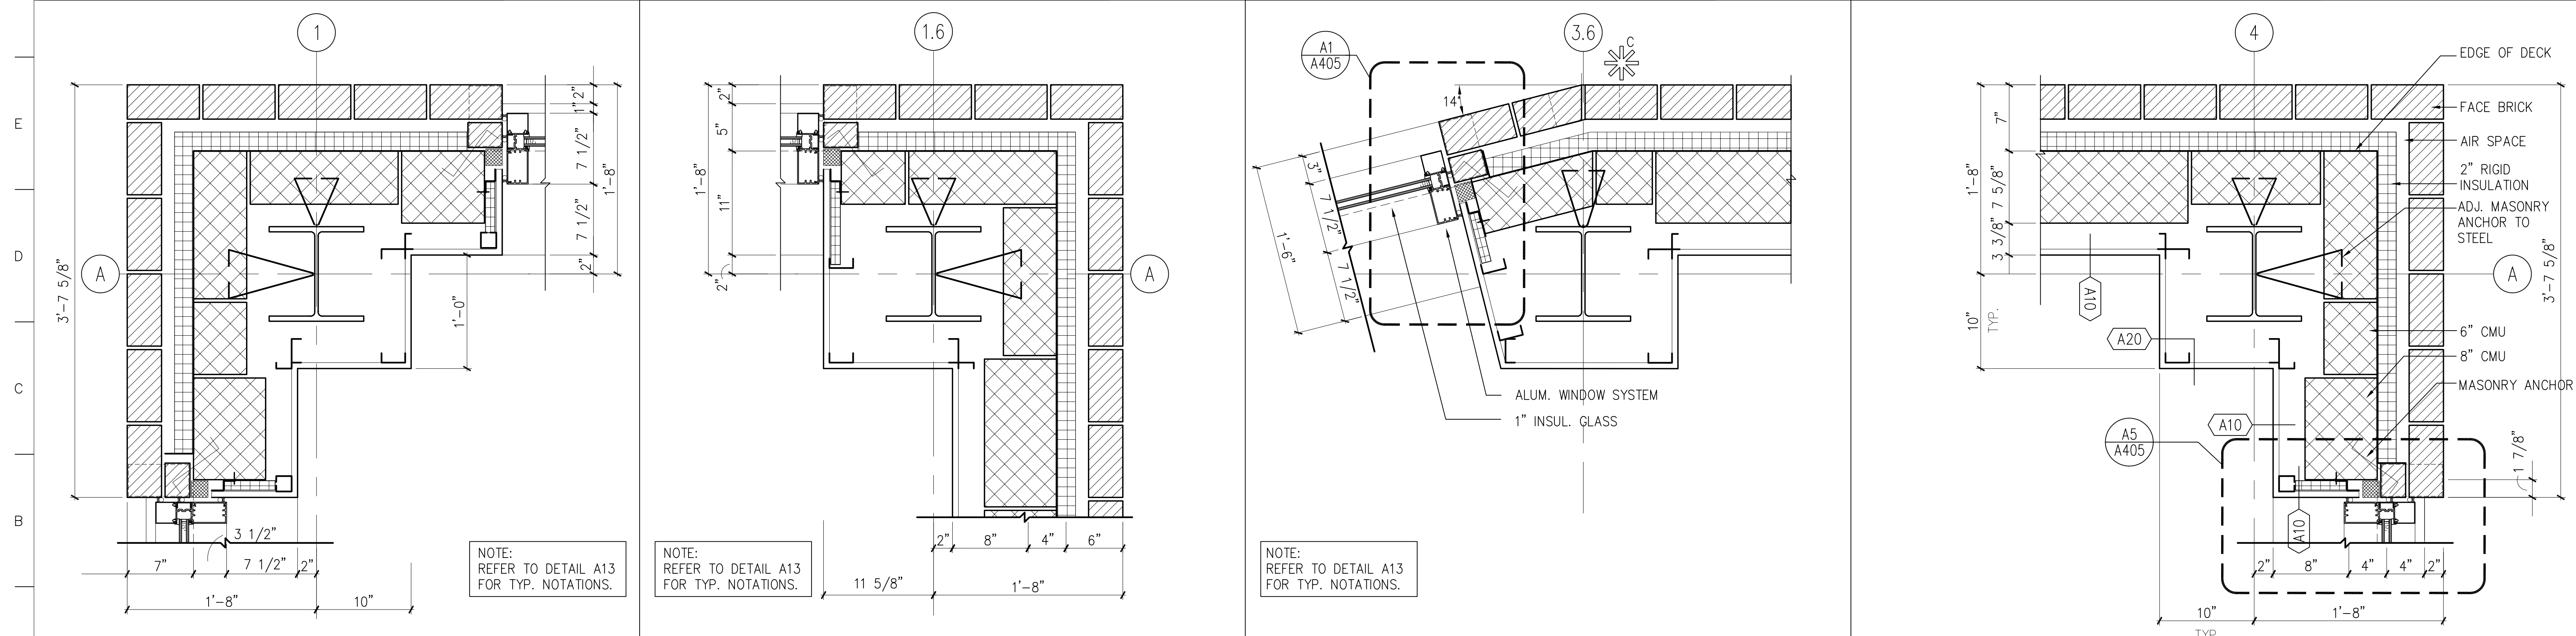 E
D
C
B
1
A
3'-7 5/8"
2"
1"
7 1/2"
7 1/2"
2"
1'-8"
1'-0"
3 1/2"
7"
7 1/2"
2"
1'-8"
10"
NOTE:
REFER TO DETAIL A13
FOR TYP. NOTATIONS.
1.6
A
2"
5"
11"
2"
1'-8"
2"
8"
4"
6"
11 5/8"
1'-8"
NOTE:
REFER TO DETAIL A13
FOR TYP. NOTATIONS.
3.6
C
A1
A405
14°
3"
7 1/2"
7 1/2"
1'-6"
ALUM. WINDOW SYSTEM
1" INSUL. GLASS
NOTE:
REFER TO DETAIL A13
FOR TYP. NOTATIONS.
4
A
7"
7 5/8"
3 3/8"
1'-8"
10"
TYP.
A10
A20
A10
A10
A5
A405
EDGE OF DECK
FACE BRICK
AIR SPACE
2" RIGID
INSULATION
ADJ. MASONRY
ANCHOR TO
STEEL
6" CMU
8" CMU
MASONRY ANCHOR
3'-7 5/8"
1 7/8"
2"
8"
4"
4"
2"
10"
TYP.
1'-8"